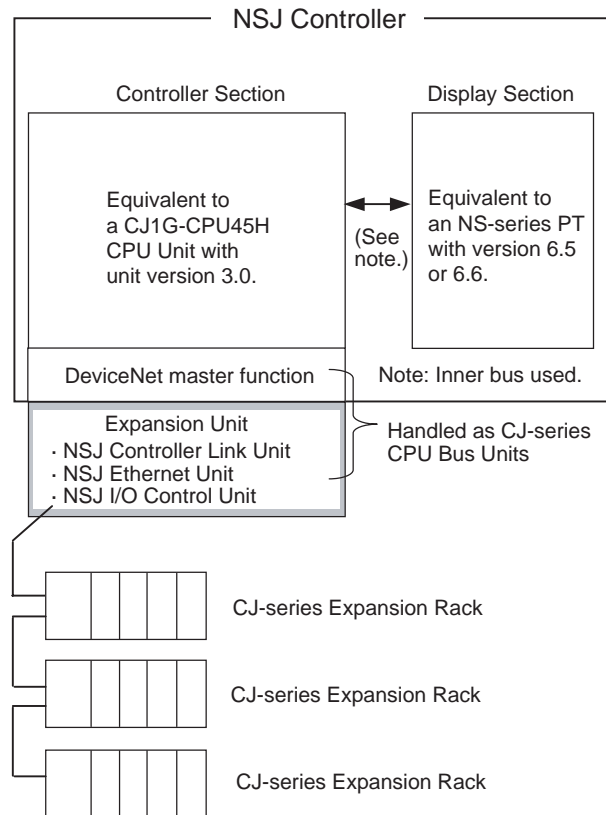 NSJ Controller
Controller Section
Display Section
Equivalent to
a CJ1G-CPU45H
CPU Unit with
unit version 3.0.
(See
note.)
Equivalent to
an NS-series PT
with version 6.5
or 6.6.
DeviceNet master function
Note: Inner bus used.
Expansion Unit
· NSJ Controller Link Unit
· NSJ Ethernet Unit
· NSJ I/O Control Unit
Handled as CJ-series
CPU Bus Units
CJ-series Expansion Rack
CJ-series Expansion Rack
CJ-series Expansion Rack